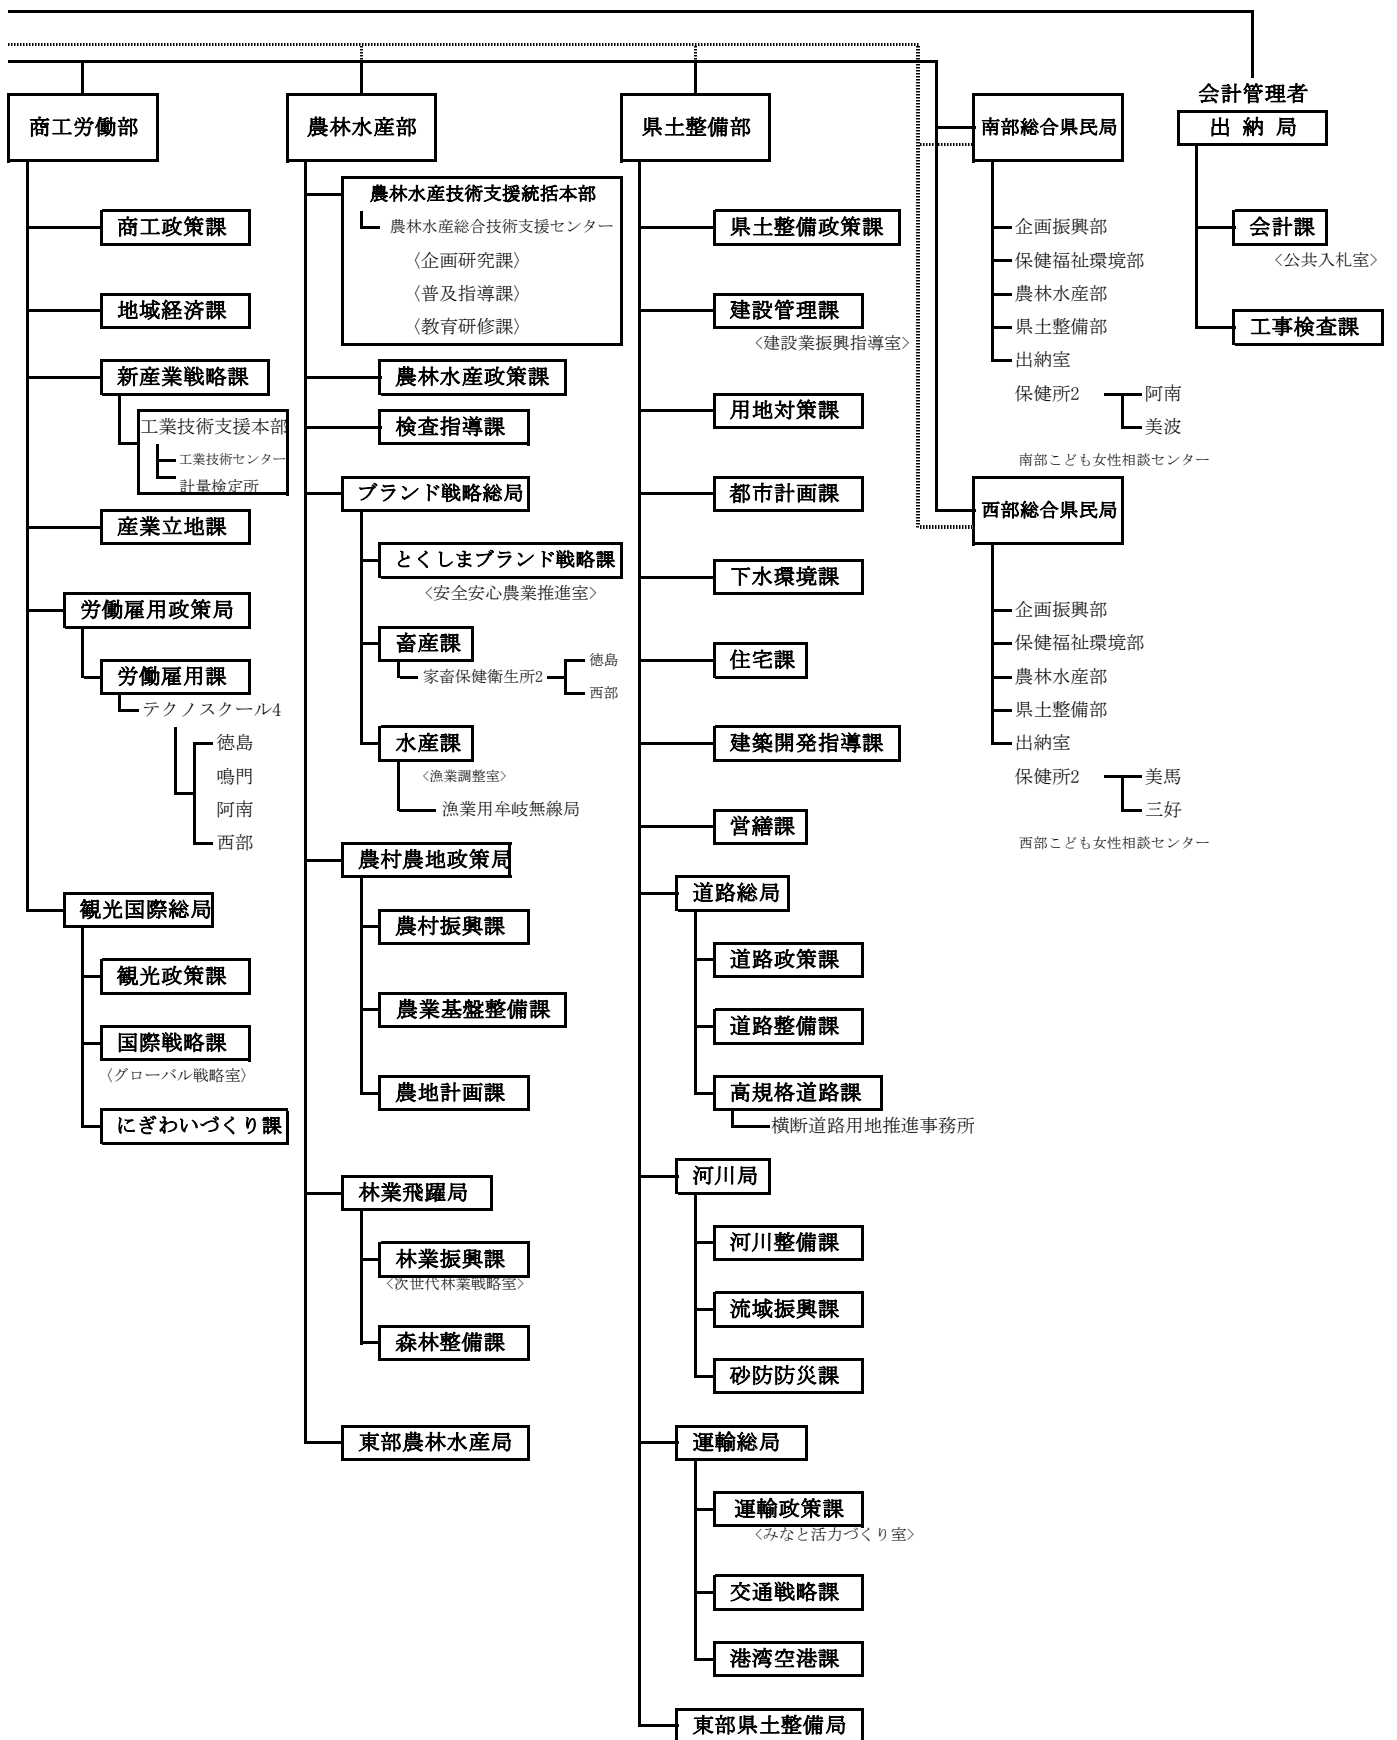 商工労働部
商工政策課
地域経済課
新産業戦略課
工業技術支援本部
工業技術センター
計量検定所
産業立地課
労働雇用政策局
労働雇用課
テクノスクール4
徳島
鳴門
阿南
西部
観光国際総局
観光政策課
国際戦略課
〈グローバル戦略室〉
にぎわいづくり課
農林水産部
農林水産技術支援統括本部
農林水産総合技術支援センター
〈企画研究課〉
〈普及指導課〉
〈教育研修課〉
農林水産政策課
検査指導課
ブランド戦略総局
とくしまブランド戦略課
<安全安心農業推進室>
畜産課
家畜保健衛生所2
徳島
西部
水産課
<漁業調整室>
漁業用牟岐無線局
農村農地政策局
農村振興課
農業基盤整備課
農地計画課
林業飛躍局
林業振興課
<次世代林業戦略室>
森林整備課
東部農林水産局
県土整備部
県土整備政策課
建設管理課
<建設業振興指導室>
用地対策課
都市計画課
下水環境課
住宅課
建築開発指導課
営繕課
道路総局
道路政策課
道路整備課
高規格道路課
横断道路用地推進事務所
河川局
河川整備課
流域振興課
砂防防災課
運輸総局
運輸政策課
<みなと活力づくり室>
交通戦略課
港湾空港課
東部県土整備局
南部総合県民局
企画振興部
保健福祉環境部
農林水産部
県土整備部
出納室
保健所2
阿南
美波
南部こども女性相談センター
西部総合県民局
企画振興部
保健福祉環境部
農林水産部
県土整備部
出納室
保健所2
美馬
三好
西部こども女性相談センター
会計管理者
出 納 局
会計課
<公共入札室>
工事検査課